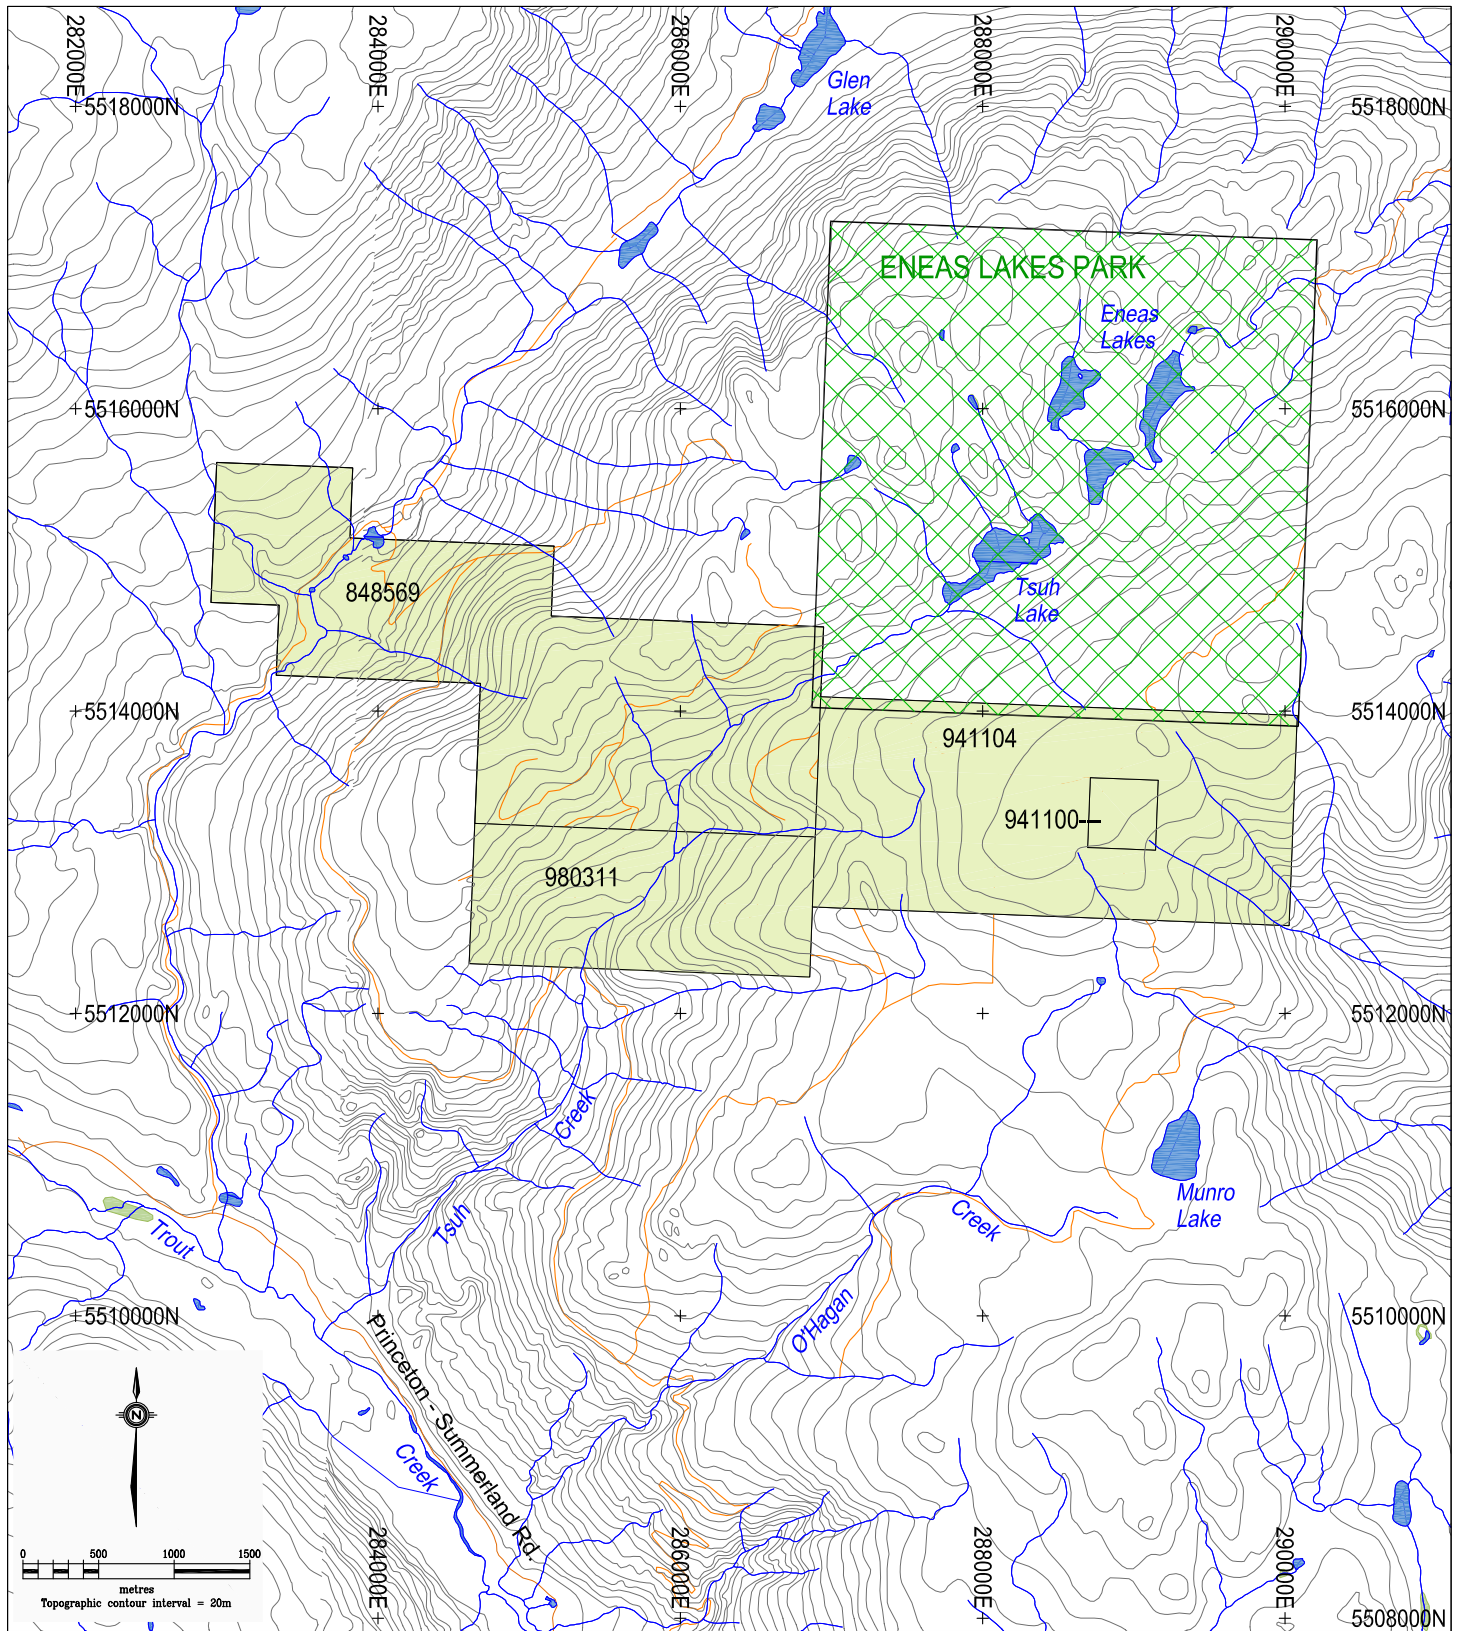 282000E
284000E
286000E
288000E
290000E
Glen
Lake
5518000N
5518000N
ENEAS LAKES PARK
Eneas
Lakes
5516000N
5516000N
848569
Tsuh
Lake
5514000N
5514000N
941104
941100
980311
5512000N
5512000N
Creek
Tsuh
Munro
Lake
Creek
Trout
O'Hagan
5510000N
5510000N
Princeton - Summerland Rd.
Creek
N
284000E
286000E
288000E
290000E
0 500 1000 1500
metres
Topographic contour interval = 20m
5508000N